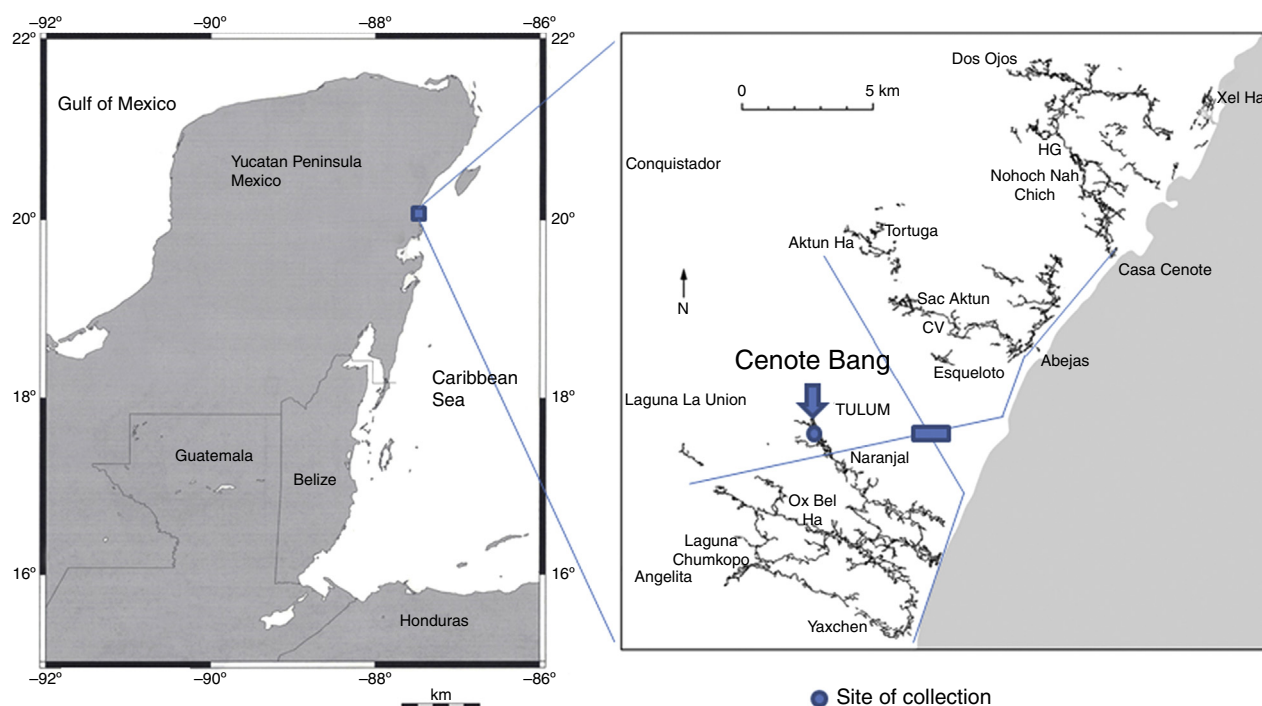 –92°
–90°
–88°
–86°
22°
22°
Gulf of Mexico
Yucatan Peninsula
Mexico
20°
20°
Caribbean
Sea
18°
18°
Guatemala
Belize
16°
16°
Honduras
–92°
–90°
–88°
–86°
km
Dos Ojos
0
5 km
Xel Ha
HG
Conquistador
Nohoch Nah
Chich
Tortuga
Aktun Ha
Casa Cenote
N
Sac Aktun
CV
Abejas
Esqueloto
Cenote Bang
Laguna La Union
TULUM
Naranjal
Ox Bel
Ha
Laguna
Chumkopo
Angelita
Yaxchen
Site of collection